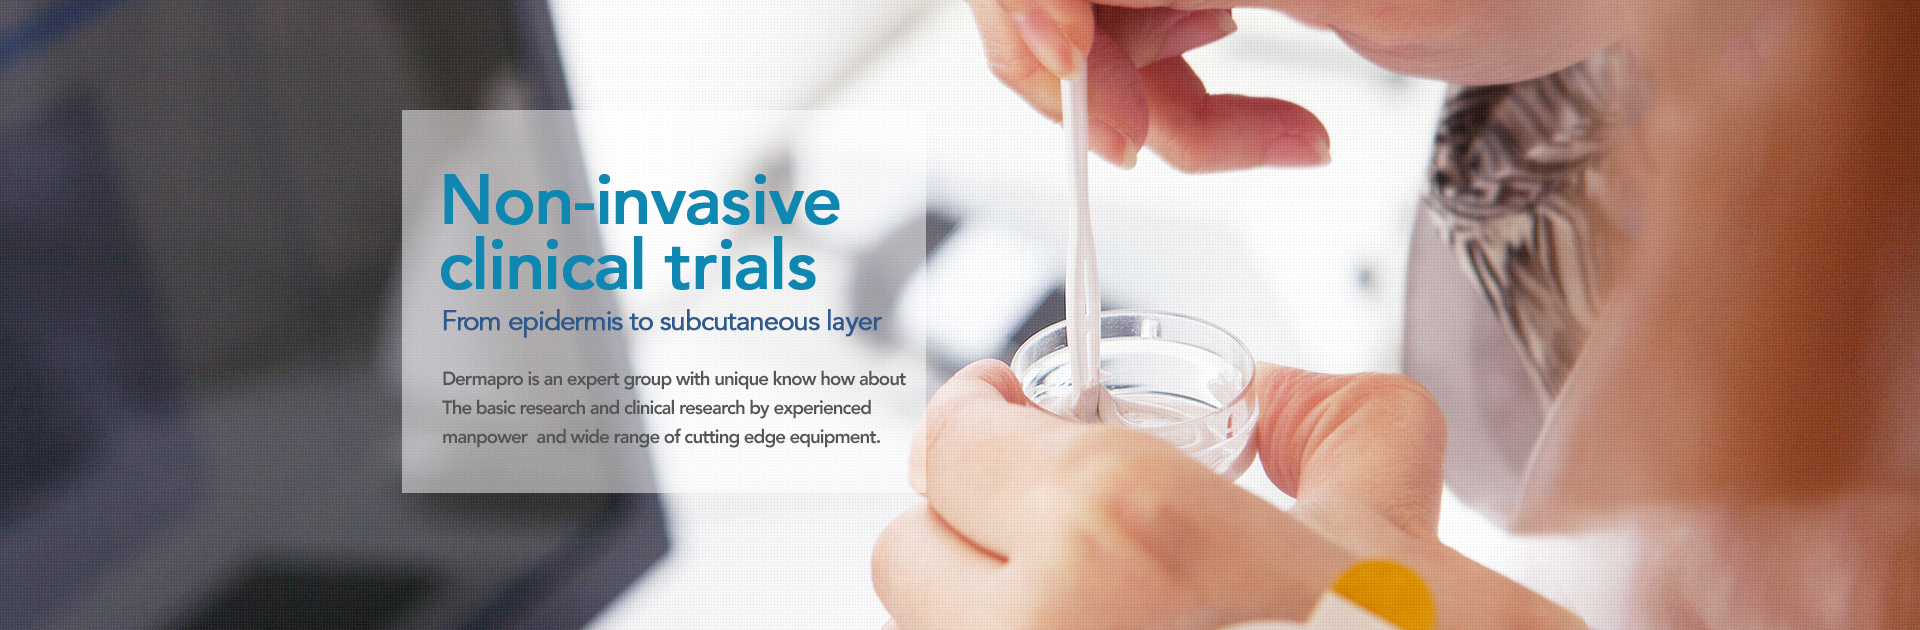 Non-invasive
clinical trials
From epidermis to subcutaneous layer
Dermapro is an expert group with unique know how about
The basic research and clinical research by experienced
manpower  and wide range of cutting edge equipment.